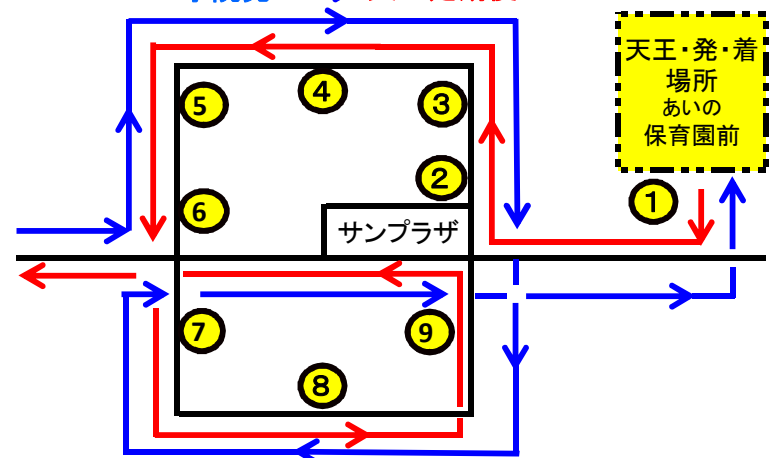 天王・発・着
場所
あいの
保育園前
④
③
⑤
②
①
⑥
サンプラザ
⑦
⑨
⑧